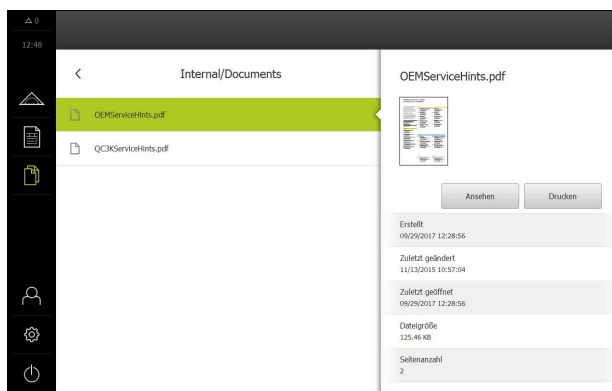 0
12:48
Internal/Documents
OEMServiceHints.pdf
QC3KServiceHints.pdf
OEMServiceHints.pdf
Ansehen
Drucken
Erstellt
09/29/2017 12:28:56
Zuletzt geändert
11/13/2015 10:57:04
Zuletzt geöffnet
09/29/2017 12:28:56
Dateigröße
125.46 KB
Seitenanzahl
2